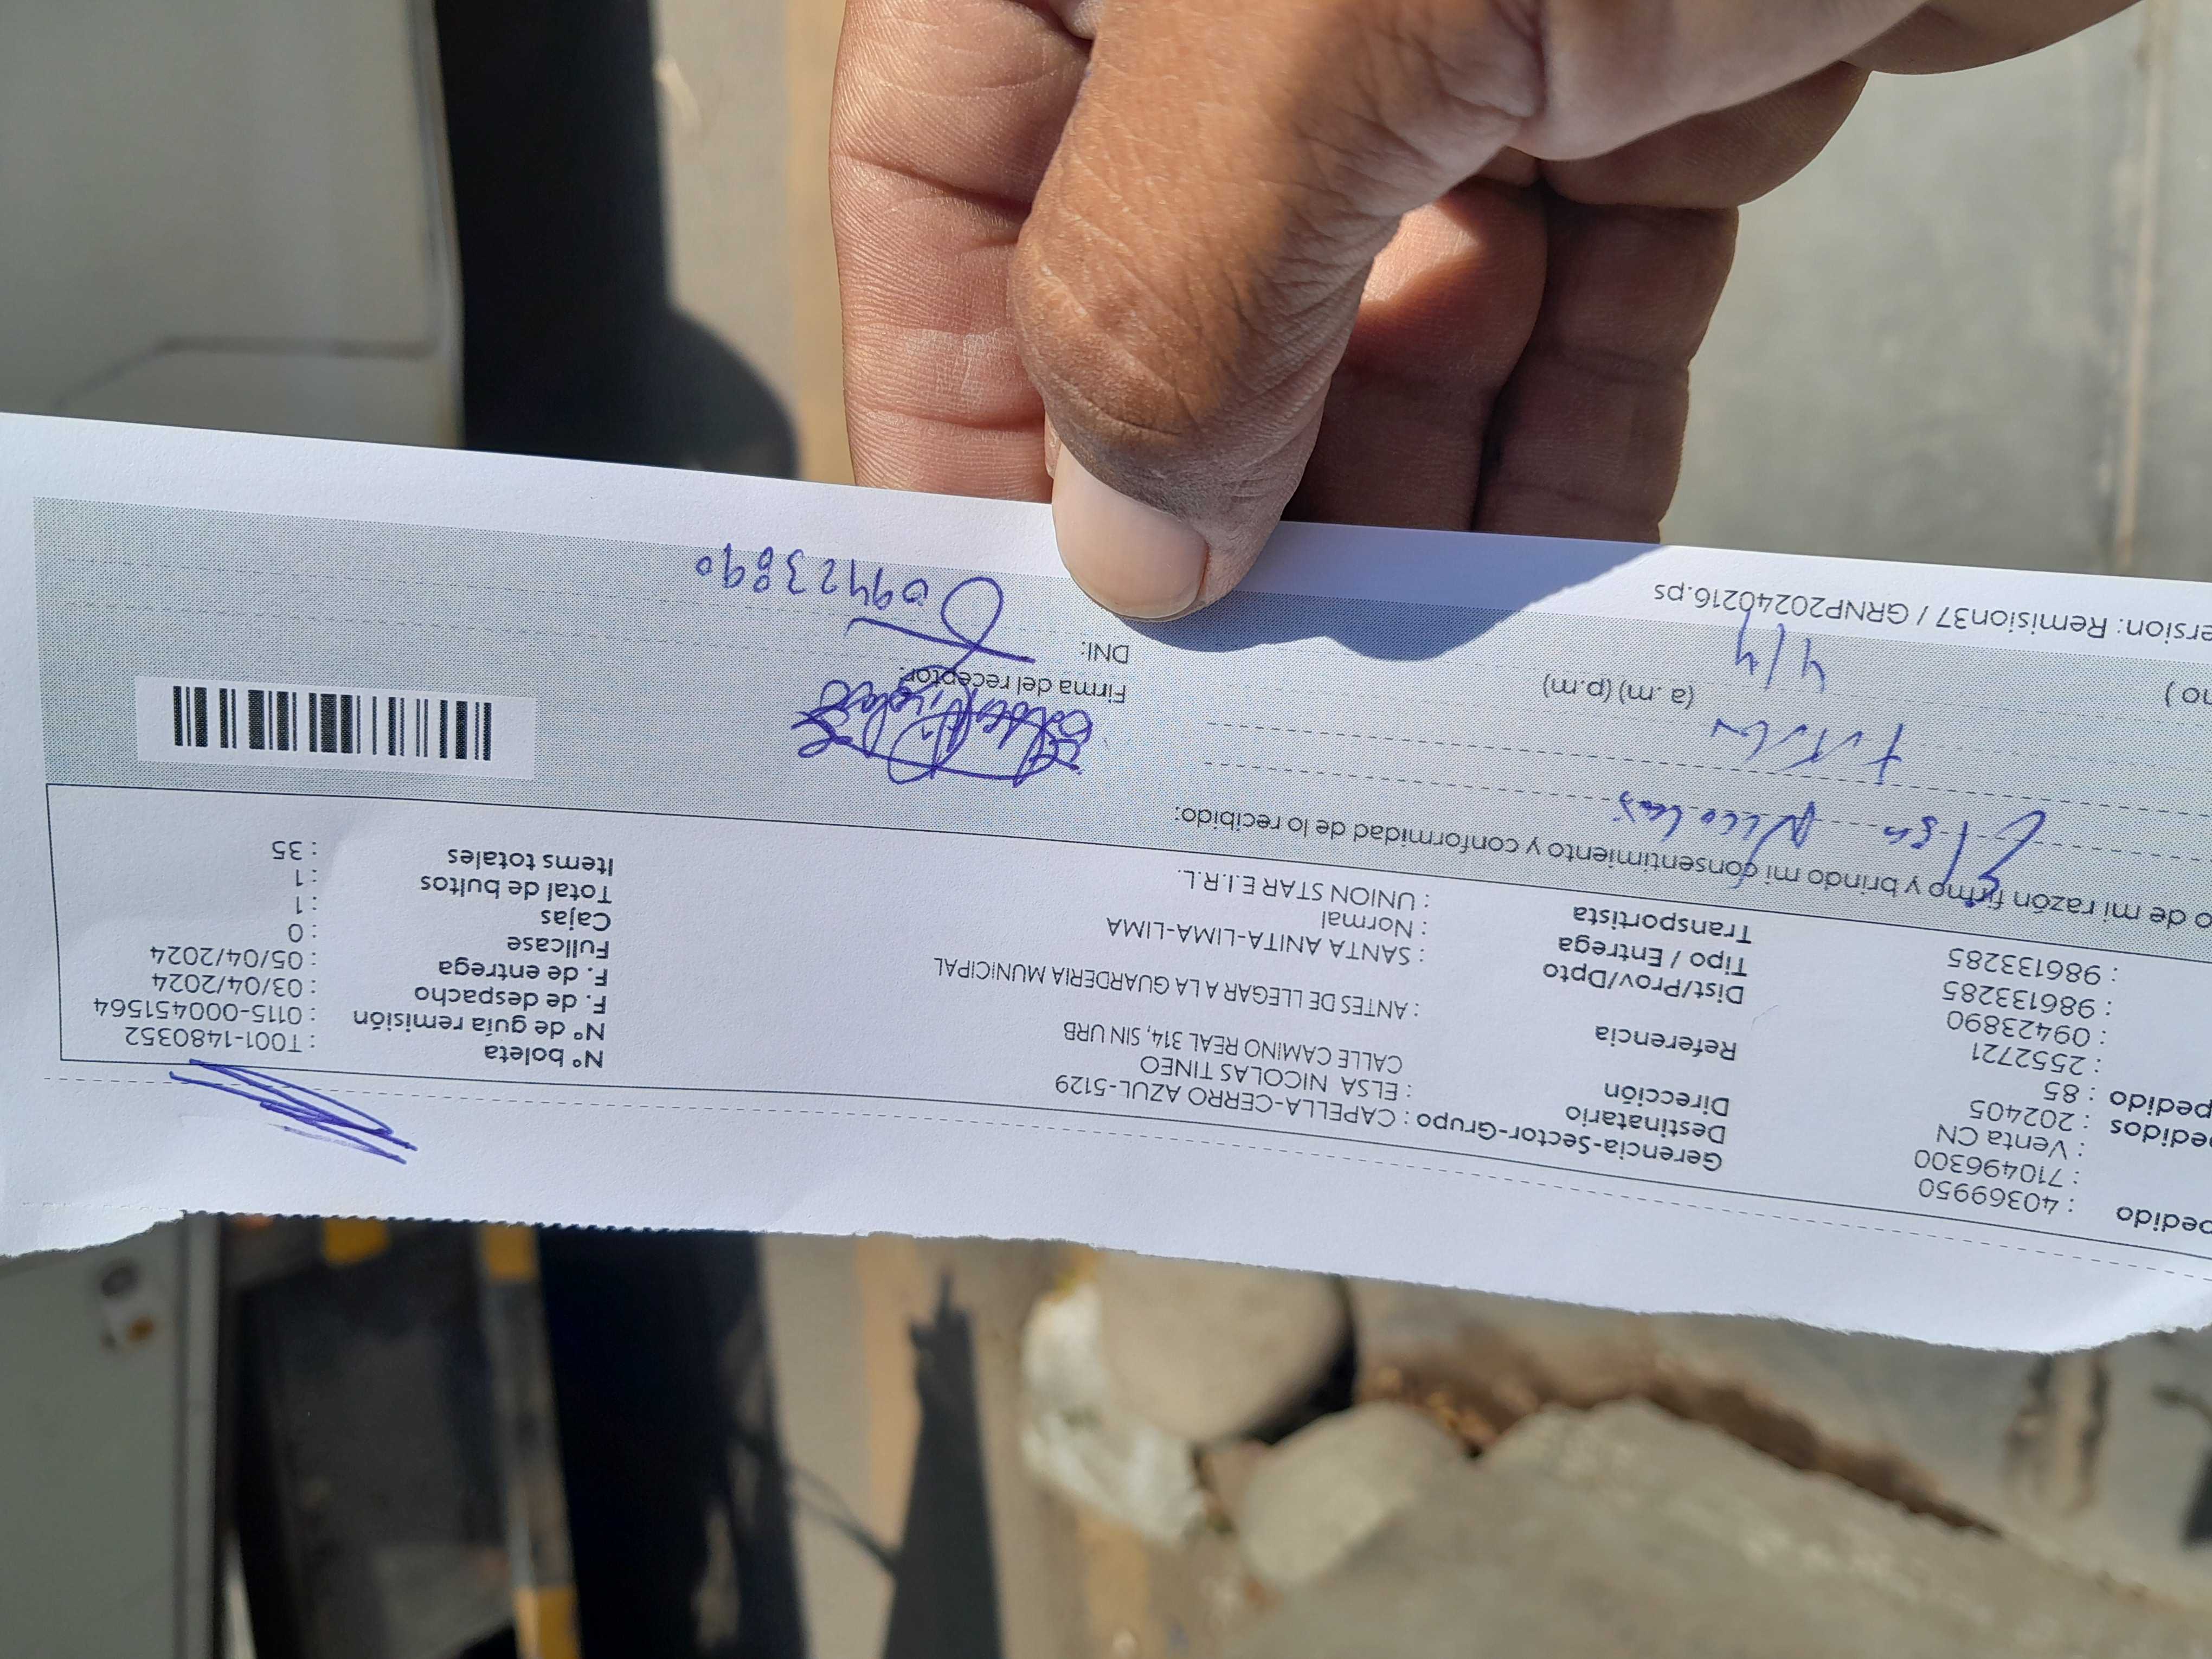 pedido : 40369950
: 710496300
: Venta CN
pedidos : 202405
pedido : 85
: 2552721
: 09423890
: 986133285
: 986133285
Gerencia-Sector-Grupo : CAPELLA-CERRO AZUL-5129
Destinatario : ELSA NICOLAS TINEO
Dirección CALLE CAMINO REAL 314, SIN URB
Referencia : ANTES DE LLEGAR A LA GUARDERIA MUNICIPAL
Dist/Prov/Dpto : SANTA ANITA-LIMA-LIMA
Tipo / Entrega : Normal
Transportista : UNION STAR E.I.R.L.
Nº boleta : T001-1480352
Nº de guía remisión : 0115-000451564
F. de despacho : 03/04/2024
F. de entrega : 05/04/2024
Fullcase : 0
Cajas : 1
Total de bultos : 1
Items totales : 35
o de mi razón firmo y brindo mi consentimiento y conformidad de lo recibido:
Elsa Nicolas
(a. m) (p.m)
4/4
no )
Firma del receptor:
DNI:
09423890
ersion: Remision37 / GRNP20240216.ps